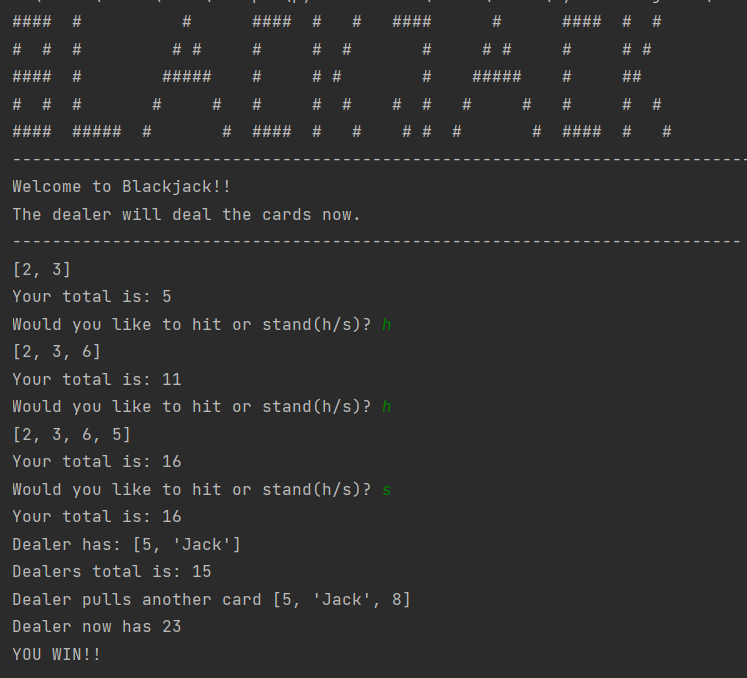 ####  #          #      ####  #   #   ####      #      ####  #  #
#  #  #         # #     #     #  #       #     # #     #     # #
####  #        #####    #     # #        #    #####    #     ##
#  #  #       #     #   #     #  #    #  #   #     #   #     #  #
####  #####  #       #  ####  #   #    # #  #       #  ####  #   #
--------------------------------------------------------------------------
Welcome to Blackjack!!
The dealer will deal the cards now.
-------------------------------------------------------------------------
[2, 3]
Your total is: 5
Would you like to hit or stand(h/s)? h
[2, 3, 6]
Your total is: 11
Would you like to hit or stand(h/s)? h
[2, 3, 6, 5]
Your total is: 16
Would you like to hit or stand(h/s)? s
Your total is: 16
Dealer has: [5, 'Jack']
Dealers total is: 15
Dealer pulls another card [5, 'Jack', 8]
Dealer now has 23
YOU WIN!!